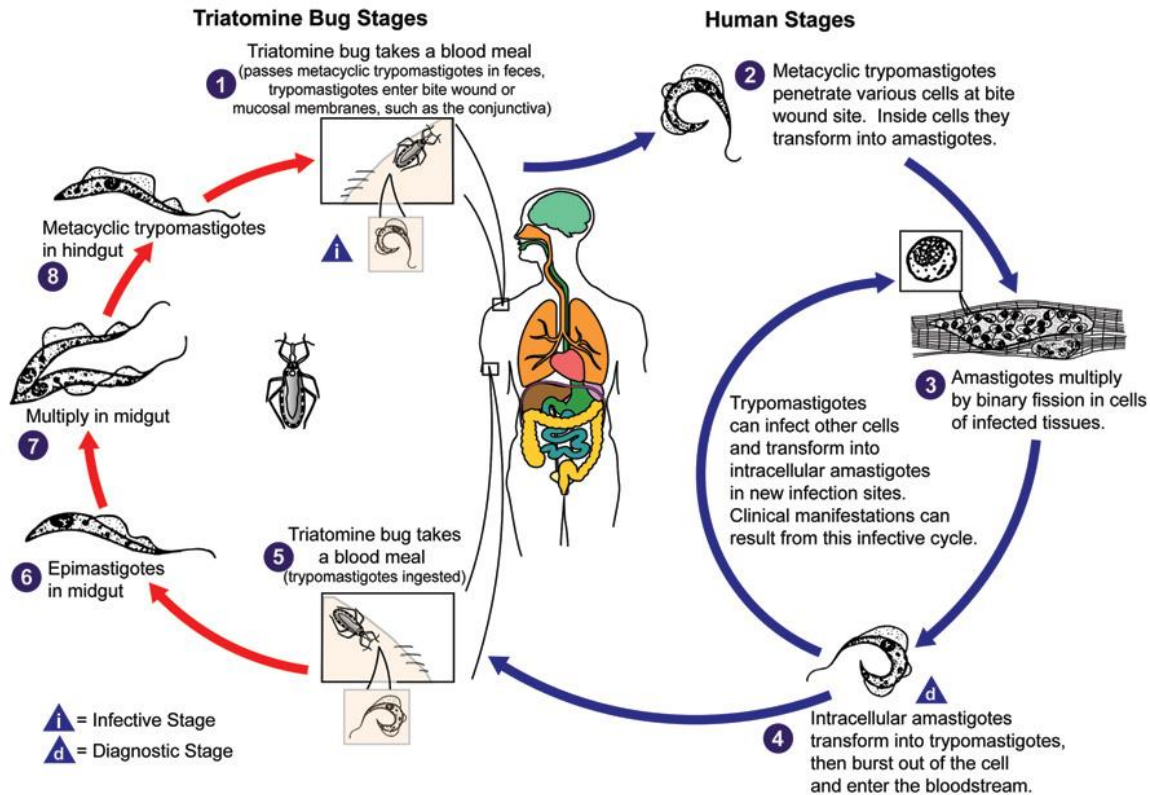 Triatomine Bug Stages
Human Stages
1
Triatomine bug takes a blood meal
(passes metacyclic trypomastigotes in feces,
trypomastigotes enter bite wound or
mucosal membranes, such as the conjunctiva)
i
2
Metacyclic trypomastigotes
penetrate various cells at bite
wound site. Inside cells they
transform into amastigotes.
3
Amastigotes multiply
by binary fission in cells
of infected tissues.
Trypomastigotes
can infect other cells
and transform into
intracellular amastigotes
in new infection sites.
Clinical manifestations can
result from this infective cycle.
d
4
Intracellular amastigotes
transform into trypomastigotes,
then burst out of the cell
and enter the bloodstream.
5
Triatomine bug takes
a blood meal
(trypomastigotes ingested)
6
Epimastigotes
in midgut
Multiply in midgut
7
Metacyclic trypomastigotes
in hindgut
8
i = Infective Stage
d = Diagnostic Stage